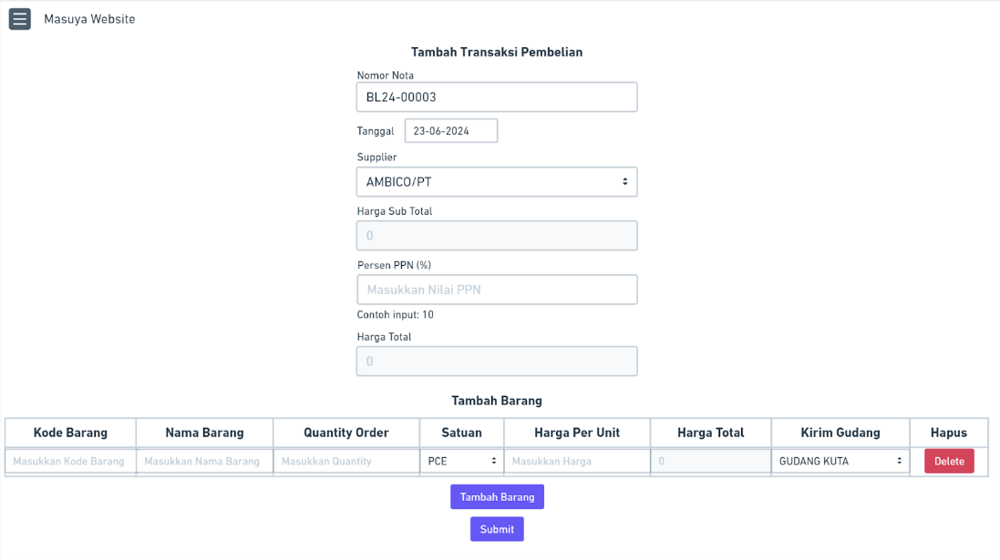 Masuya Website
Tambah Transaksi Pembelian
Nomor Nota
BL24-00003
Tanggal 23-06-2024
Supplier
AMBICO/PT
Harga Sub Total
0
Persen PPN (%)
Masukkan Nilai PPN
Contoh input: 10
Harga Total
0
Tambah Barang
Kode Barang Nama Barang Quantity Order Satuan Harga Per Unit Harga Total Kirim Gudang Hapus
Masukkan Kode Barang Masukkan Nama Barang Masukkan Quantity PCE Masukkan Harga 0 GUDANG KUTA Delete
Tambah Barang
Submit